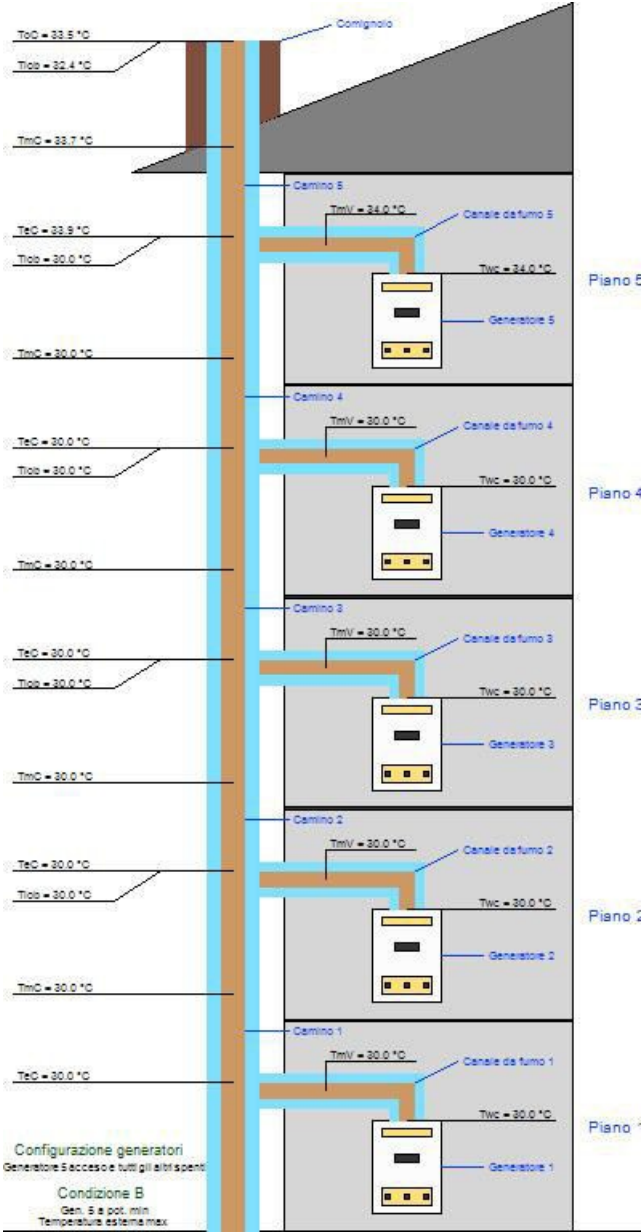 ToC = 33.5 °C
Comignolo
Tiob = 32.4 °C
TmC = 33.7 °C
Camino 5
TmV = 34.0 °C
Canale da fumo 5
TeC = 33.9 °C
Tiob = 30.0 °C
Twc = 34.0 °C
Piano 5
Generatore 5
TmC = 30.0 °C
Camino 4
TmV = 30.0 °C
Canale da fumo 4
TeC = 30.0 °C
Tiob = 30.0 °C
Twc = 30.0 °C
Piano 4
Generatore 4
TmC = 30.0 °C
Camino 3
TmV = 30.0 °C
Canale da fumo 3
TeC = 30.0 °C
Tiob = 30.0 °C
Twc = 30.0 °C
Piano 3
Generatore 3
TmC = 30.0 °C
Camino 2
TmV = 30.0 °C
Canale da fumo 2
TeC = 30.0 °C
Tiob = 30.0 °C
Twc = 30.0 °C
Piano 2
Generatore 2
TmC = 30.0 °C
Camino 1
TmV = 30.0 °C
Canale da fumo 1
TeC = 30.0 °C
Twc = 30.0 °C
Piano 1
Generatore 1
Configurazione generatori
Generatore 5 acceso e tutti gli altri spenti
Condizione B
Gen. 5 a pot. min
Temperatura esterna max